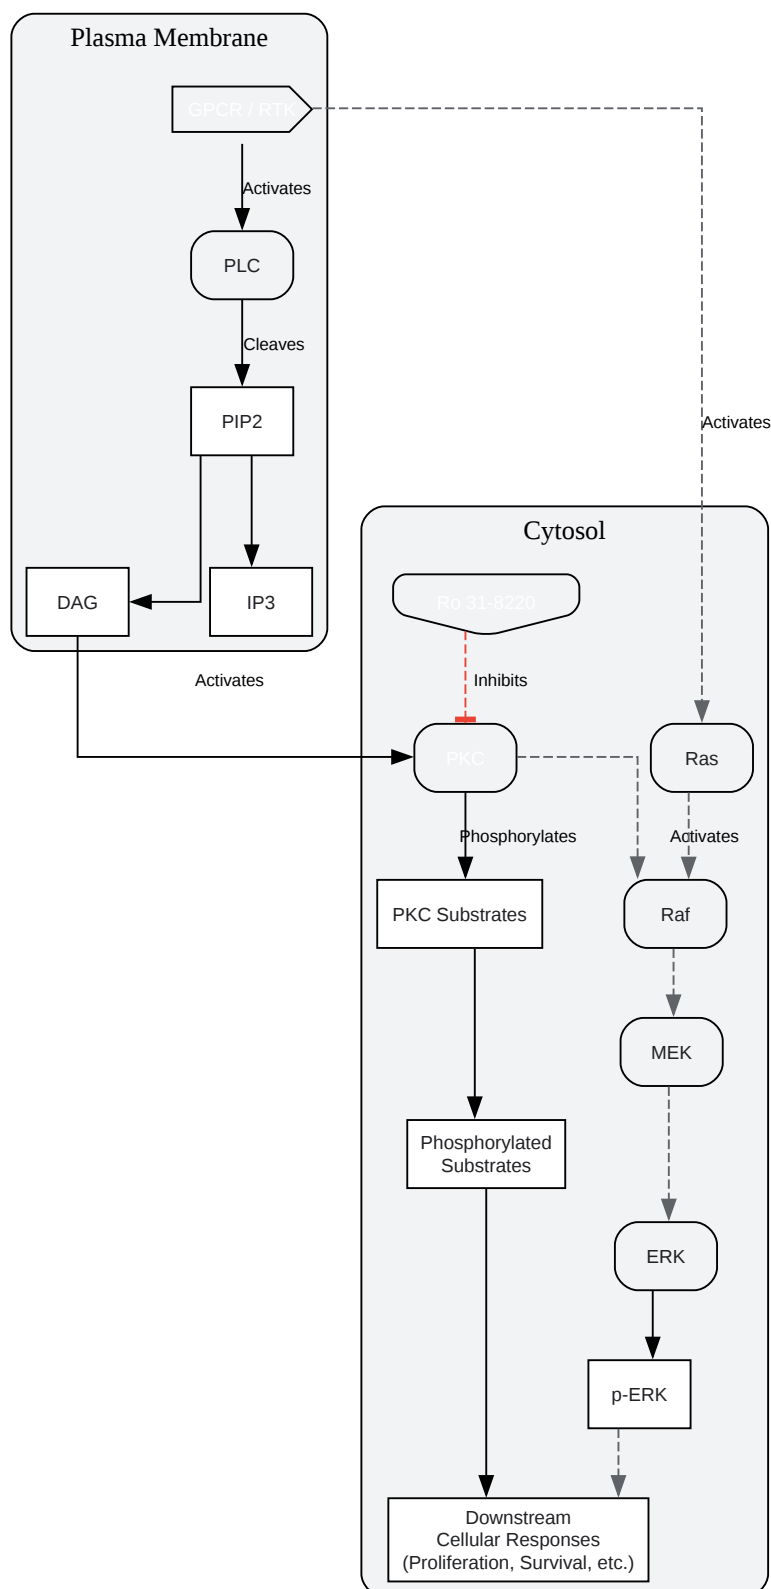 Plasma Membrane
GPCR / RTK
Activates
PLC
Cleaves
PIP2
Activates
Cytosol
DAG
IP3
Ro 31-8220
Activates
Inhibits
PKC
Ras
Phosphorylates
Activates
PKC Substrates
Raf
MEK
Phosphorylated
Substrates
ERK
p-ERK
Downstream
Cellular Responses
(Proliferation, Survival, etc.)